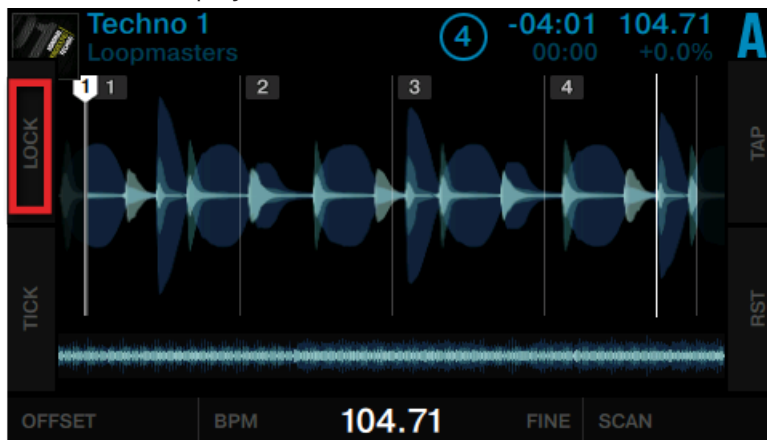 Techno 1
Loopmasters
4
-04:01
00:00
104.71
+0.0%
A
LOCK
TICK
1 1
2
3
4
TAP
RST
OFFSET
BPM
104.71
FINE
SCAN